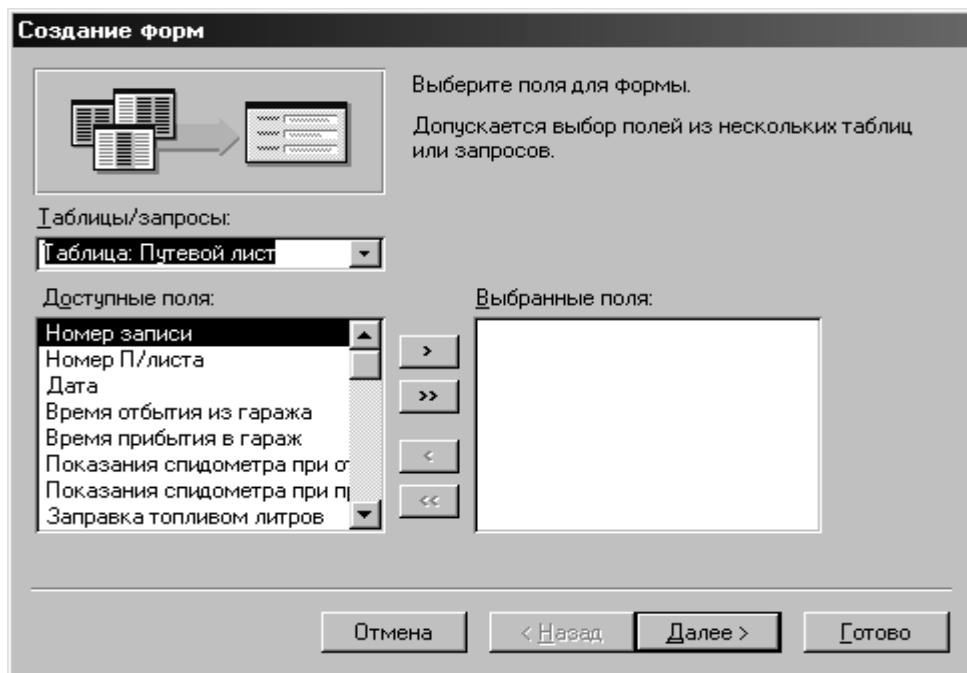 Создание форм
Выберите поля для формы.
Допускается выбор полей из нескольких таблиц
или запросов.
Таблицы/запросы:
Таблица: Путевой лист
Доступные поля:
Выбранные поля:
Номер записи
Номер П/листа
Дата
Время отбытия из гаража
Время прибытия в гараж
Показания спидометра при от
Показания спидометра при пр
Заправка топливом литров
>
>>
<
<<
Отмена
< Назад
Далее >
Готово